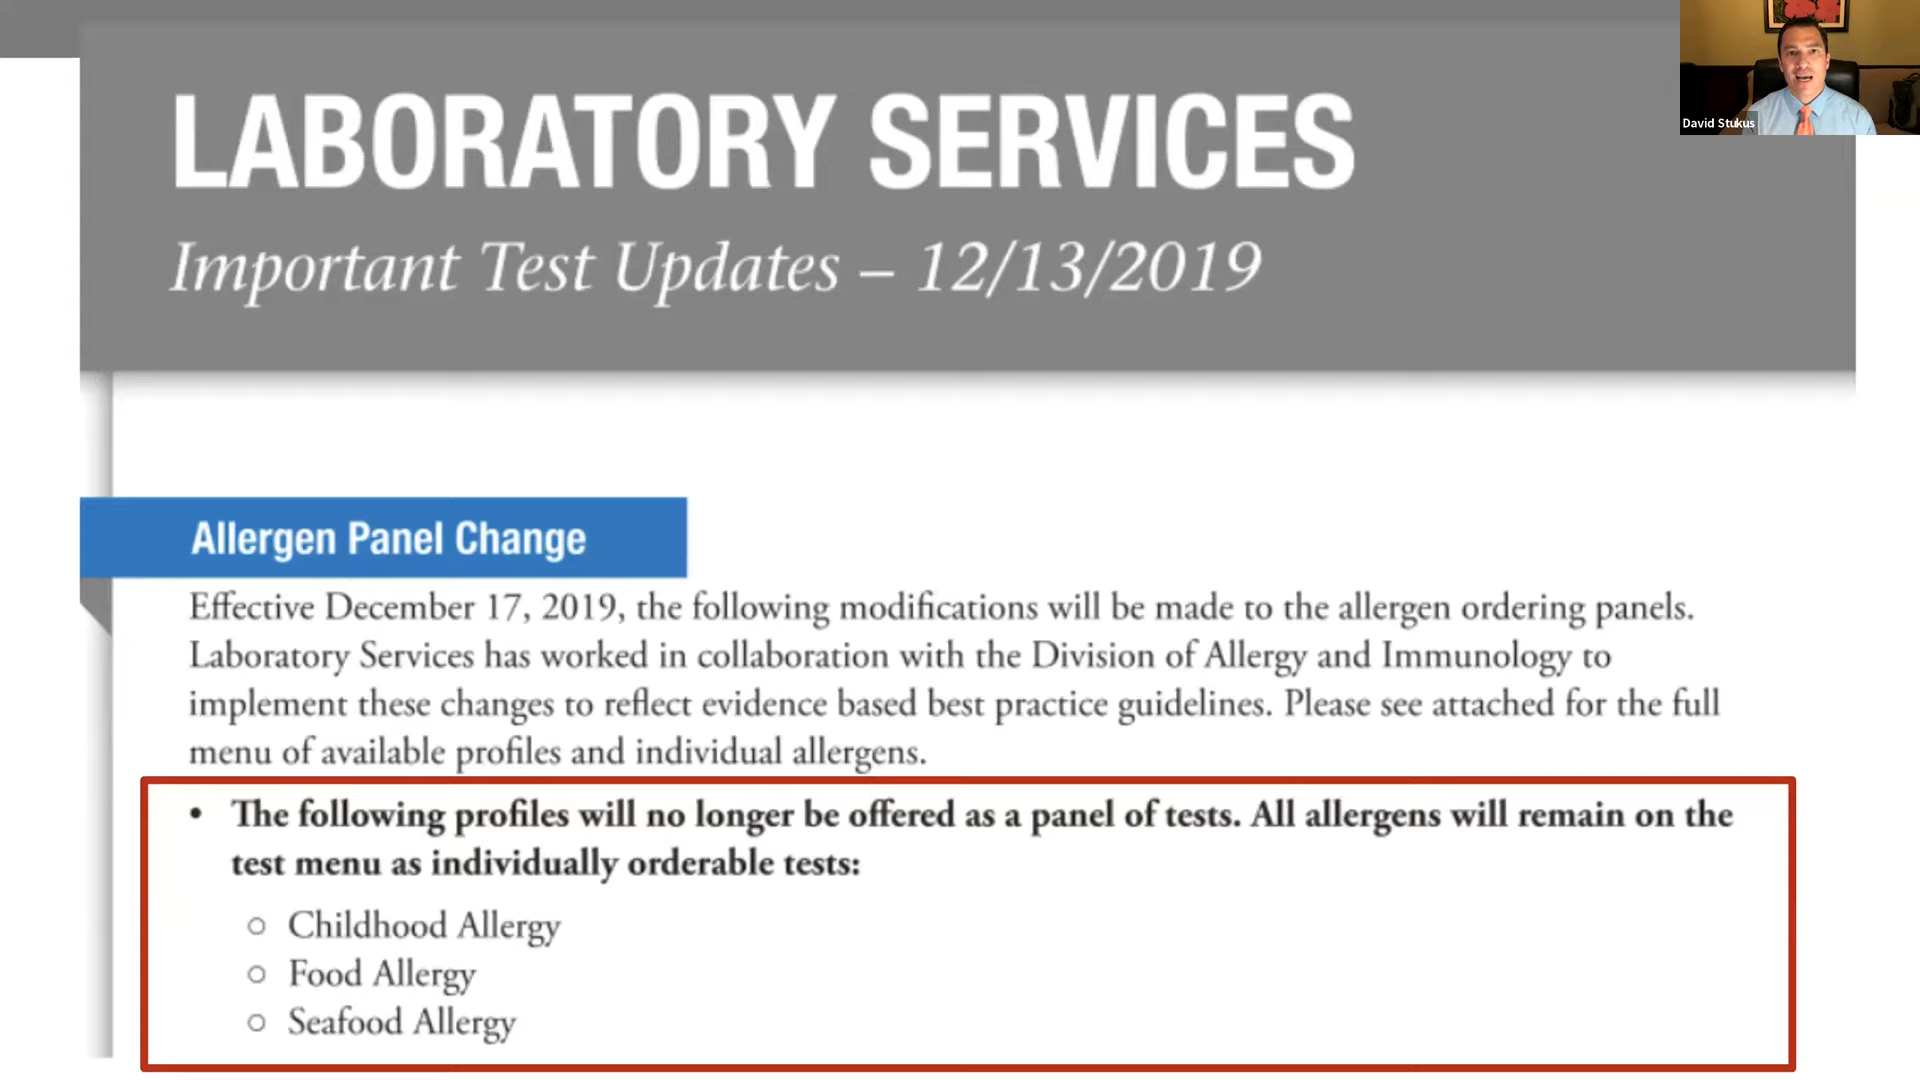 LABORATORY SERVICES
Important Test Updates – 12/13/2019
David Stukus
Allergen Panel Change
Effective December 17, 2019, the following modifications will be made to the allergen ordering panels.
Laboratory Services has worked in collaboration with the Division of Allergy and Immunology to
implement these changes to reflect evidence based best practice guidelines. Please see attached for the full
menu of available profiles and individual allergens.
• The following profiles will no longer be offered as a panel of tests. All allergens will remain on the
test menu as individually orderable tests:
○ Childhood Allergy
○ Food Allergy
○ Seafood Allergy